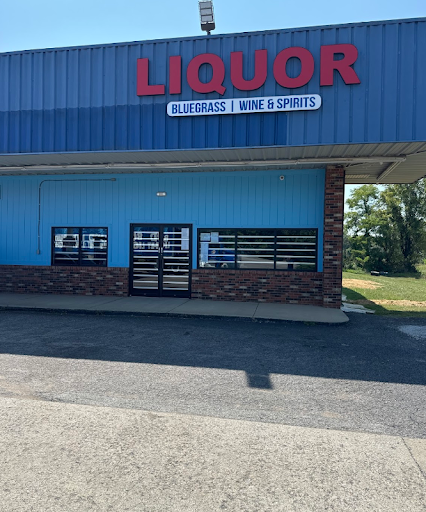 LIQUOR
BLUEGRASS | WINE & SPIRITS